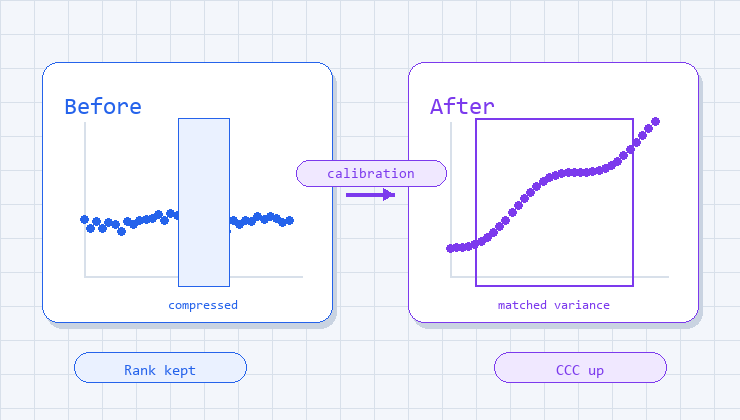 Before
After
calibration
compressed
matched variance
Rank kept
CCC up